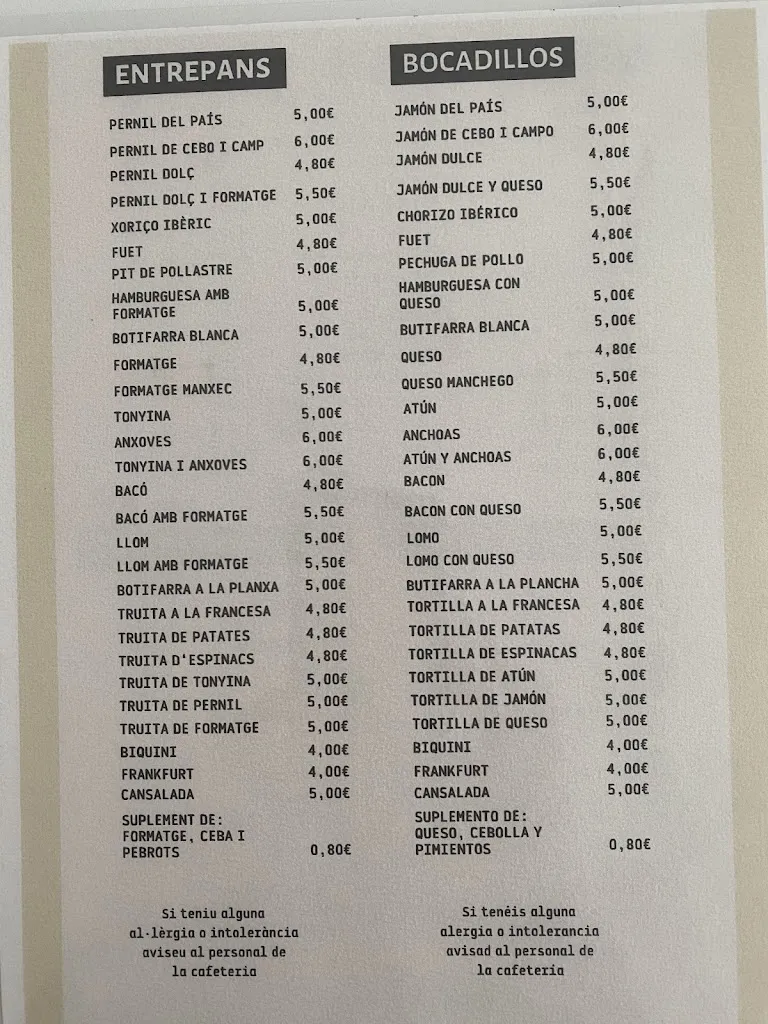 ENTREPANS
PERNIL DEL PAÍS 5,00€
PERNIL DE CEBO I CAMP 6,00€
PERNIL DOLÇ 4,80€
PERNIL DOLÇ I FORMATGE 5,50€
XORIÇO IBÈRIC 5,00€
FUET 4,80€
PIT DE POLLASTRE 5,00€
HAMBURGUESA AMB
FORMATGE 5,00€
BOTIFARRA BLANCA 5,00€
FORMATGE 4,80€
FORMATGE MANXEC 5,50€
TONYINA 5,00€
ANXOVES 6,00€
TONYINA I ANXOVES 6,00€
BACÓ 4,80€
BACÓ AMB FORMATGE 5,50€
LLOM 5,00€
LLOM AMB FORMATGE 5,50€
BOTIFARRA A LA PLANXA 5,00€
TRUITA A LA FRANCESA 4,80€
TRUITA DE PATATES 4,80€
TRUITA D'ESPINACS 4,80€
TRUITA DE TONYINA 5,00€
TRUITA DE PERNIL 5,00€
TRUITA DE FORMATGE 5,00€
BIQUINI 4,00€
FRANKFURT 4,00€
CANSALADA 5,00€
SUPLEMENT DE:
FORMATGE, CEBA I
PEBROTS 0,80€
Si teniu alguna
al·lèrgia o intolerància
aviseu al personal de
la cafeteria
BOCADILLOS
JAMÓN DEL PAÍS 5,00€
JAMÓN DE CEBO I CAMPO 6,00€
JAMÓN DULCE 4,80€
JAMÓN DULCE Y QUESO 5,50€
CHORIZO IBÉRICO 5,00€
FUET 4,80€
PECHUGA DE POLLO 5,00€
HAMBURGUESA CON
QUESO 5,00€
BUTIFARRA BLANCA 5,00€
QUESO 4,80€
QUESO MANCHEGO 5,50€
ATÚN 5,00€
ANCHOAS 6,00€
ATÚN Y ANCHOAS 6,00€
BACON 4,80€
BACON CON QUESO 5,50€
LOMO 5,00€
LOMO CON QUESO 5,50€
BUTIFARRA A LA PLANCHA 5,00€
TORTILLA A LA FRANCESA 4,80€
TORTILLA DE PATATAS 4,80€
TORTILLA DE ESPINACAS 4,80€
TORTILLA DE ATÚN 5,00€
TORTILLA DE JAMÓN 5,00€
TORTILLA DE QUESO 5,00€
BIQUINI 4,00€
FRANKFURT 4,00€
CANSALADA 5,00€
SUPLEMENTO DE:
QUESO, CEBOLLA Y
PIMIENTOS 0,80€
Si tenéis alguna
alergia o intolerancia
avisad al personal de
la cafeteria